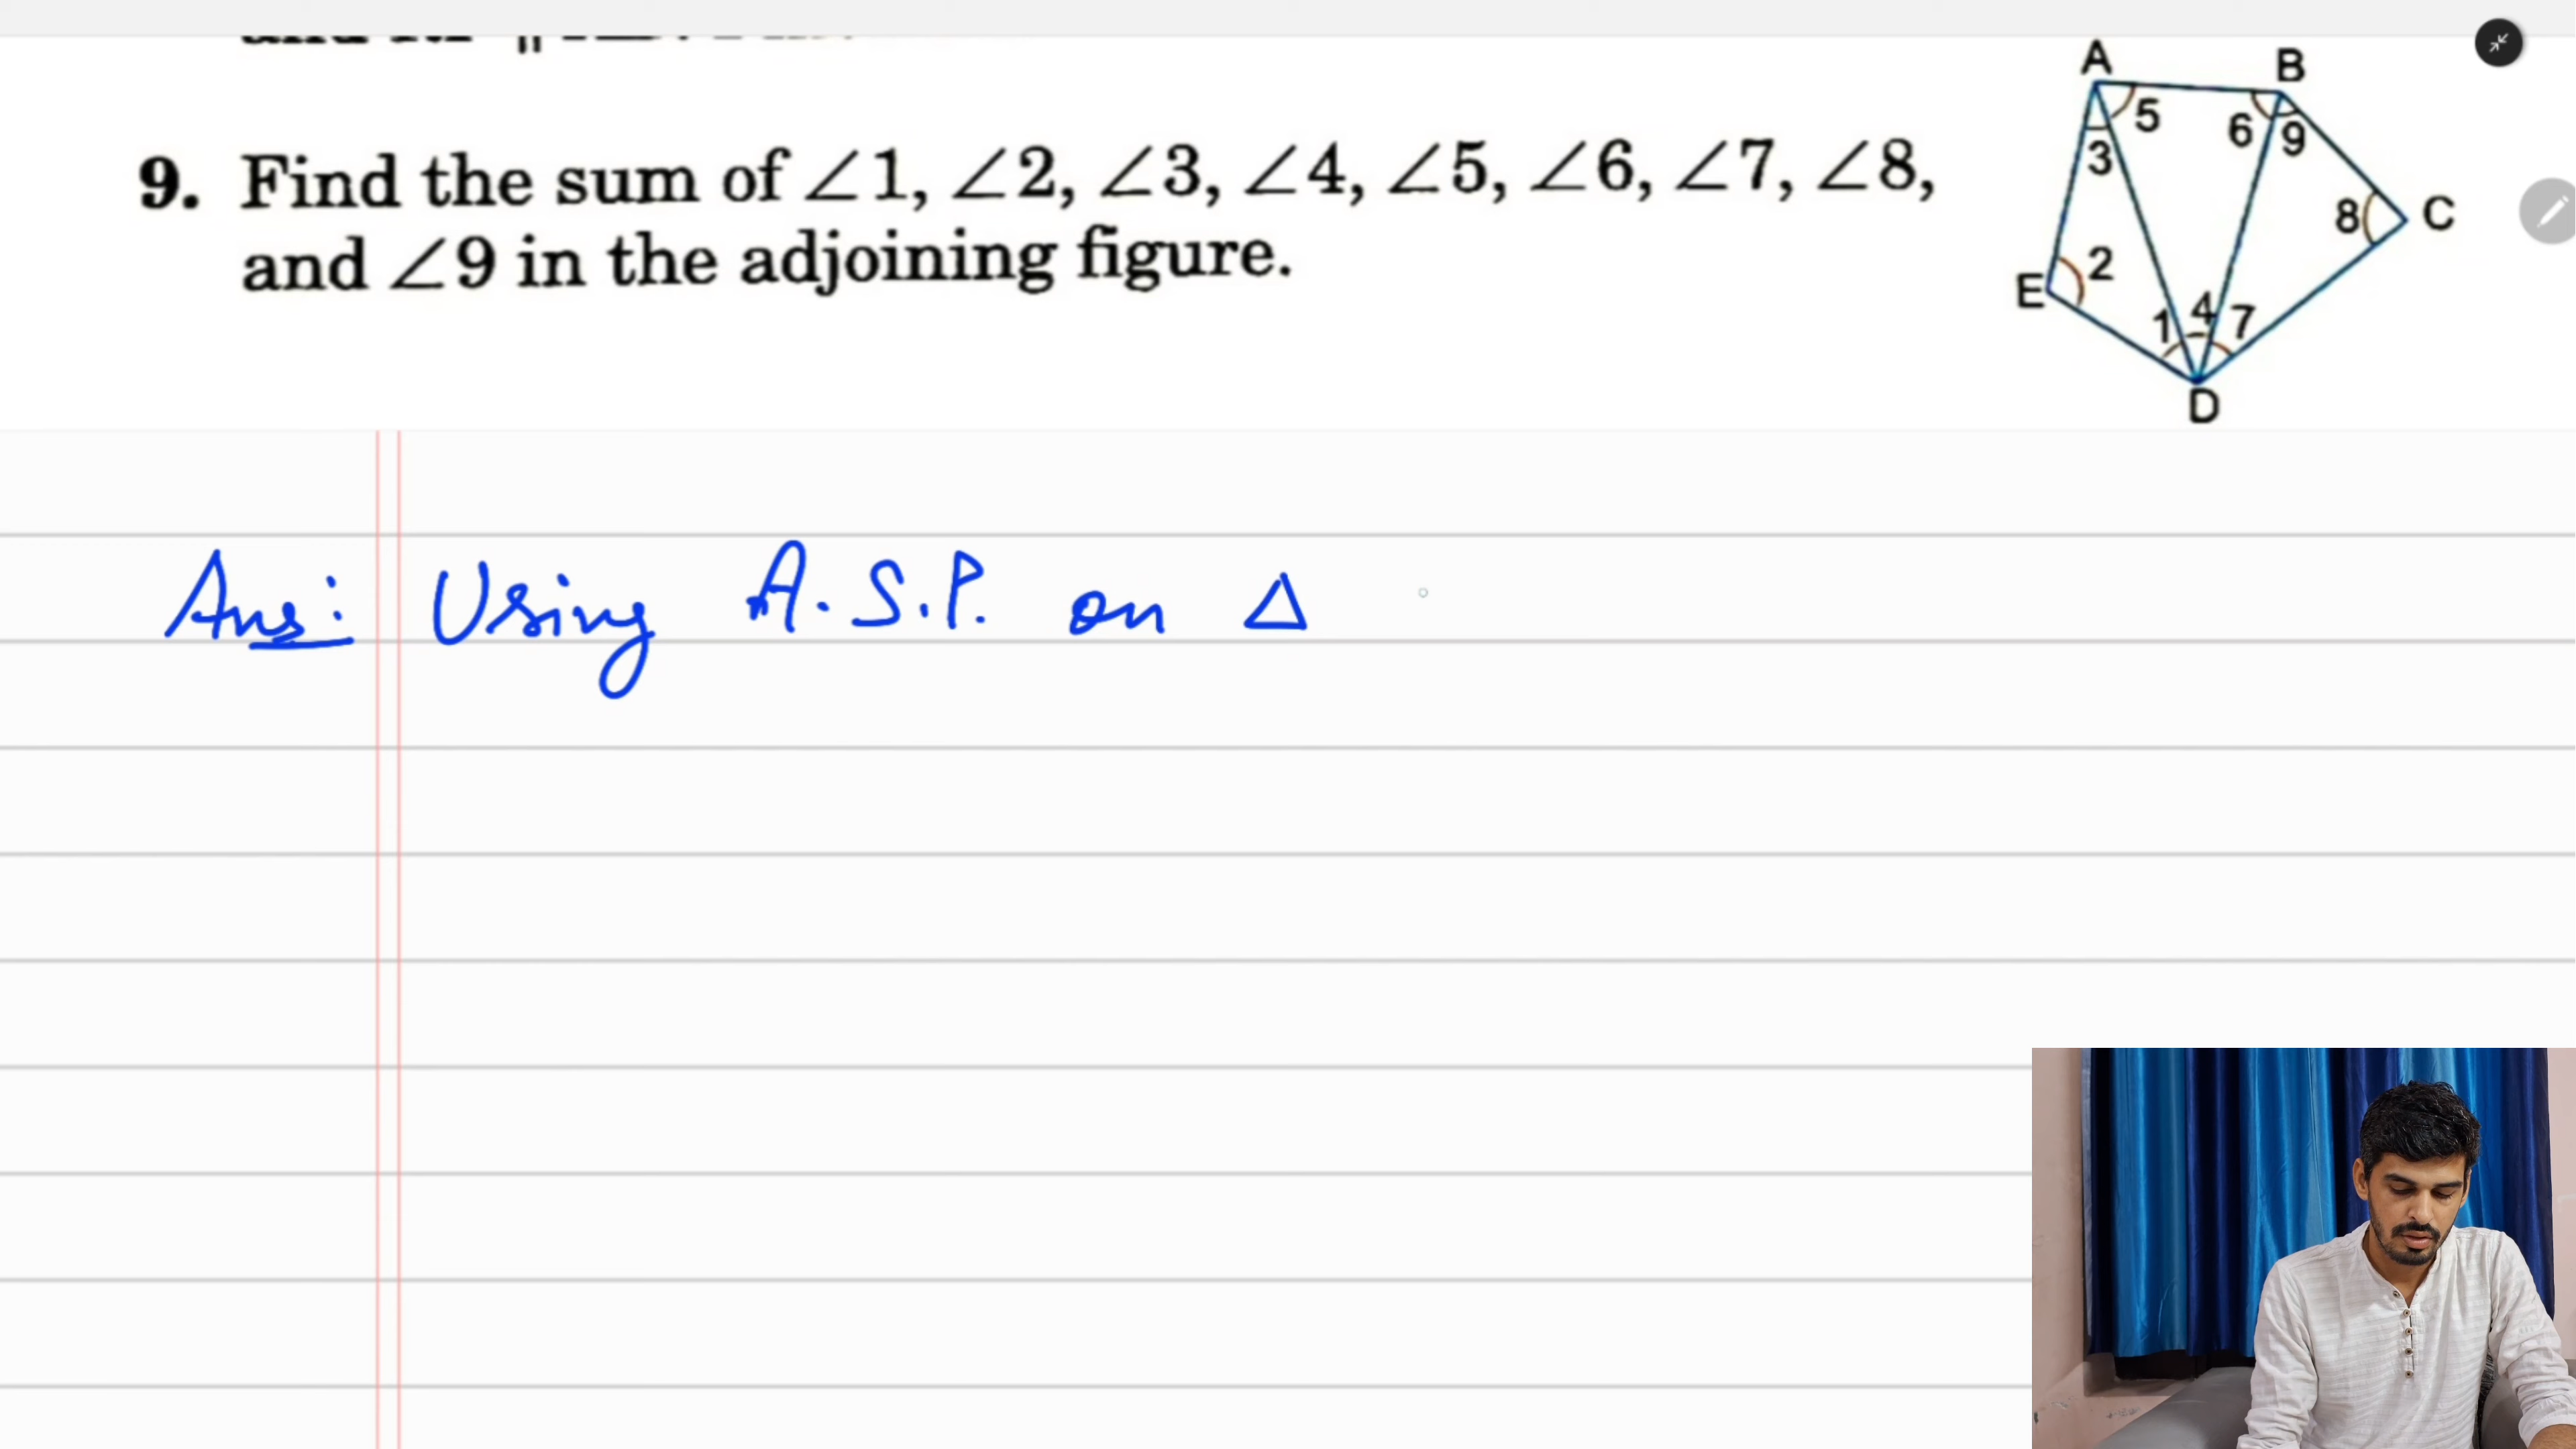 9. Find the sum of ∠1, ∠2, ∠3, ∠4, ∠5, ∠6, ∠7, ∠8,
and ∠9 in the adjoining figure.
A
B
5
6
9
3
8
C
2
E
1
4
7
D
Ans: Using A.S.P. on Δ